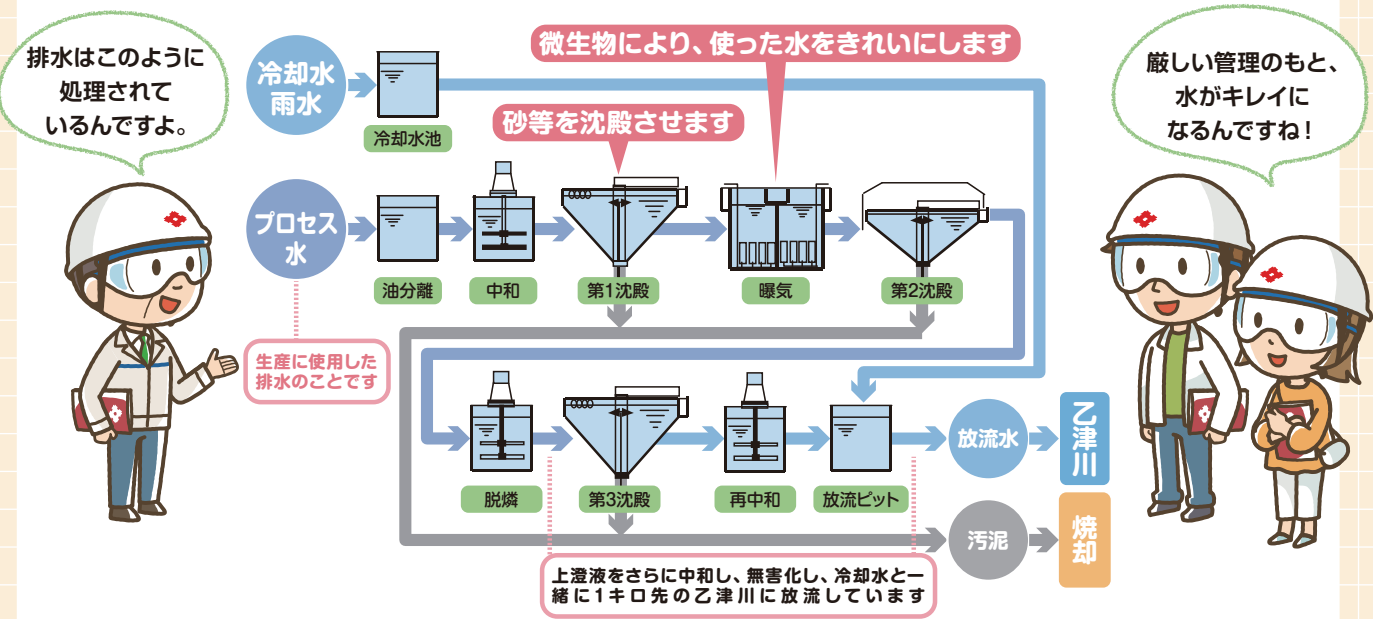 排水はこのように
処理されて
いるんですよ。
厳しい管理のもと、
水がキレイに
なるんですね！
微生物により、使った水をきれいにします
砂等を沈殿させます
冷却水
雨水
冷却水池
プロセス
水
油分離
中和
第1沈殿
曝気
第2沈殿
生産に使用した
排水のことです
脱燐
第3沈殿
再中和
放流ピット
放流水
乙津川
汚泥
焼却
上澄液をさらに中和し、無害化し、冷却水と一
緒に1キロ先の乙津川に放流しています